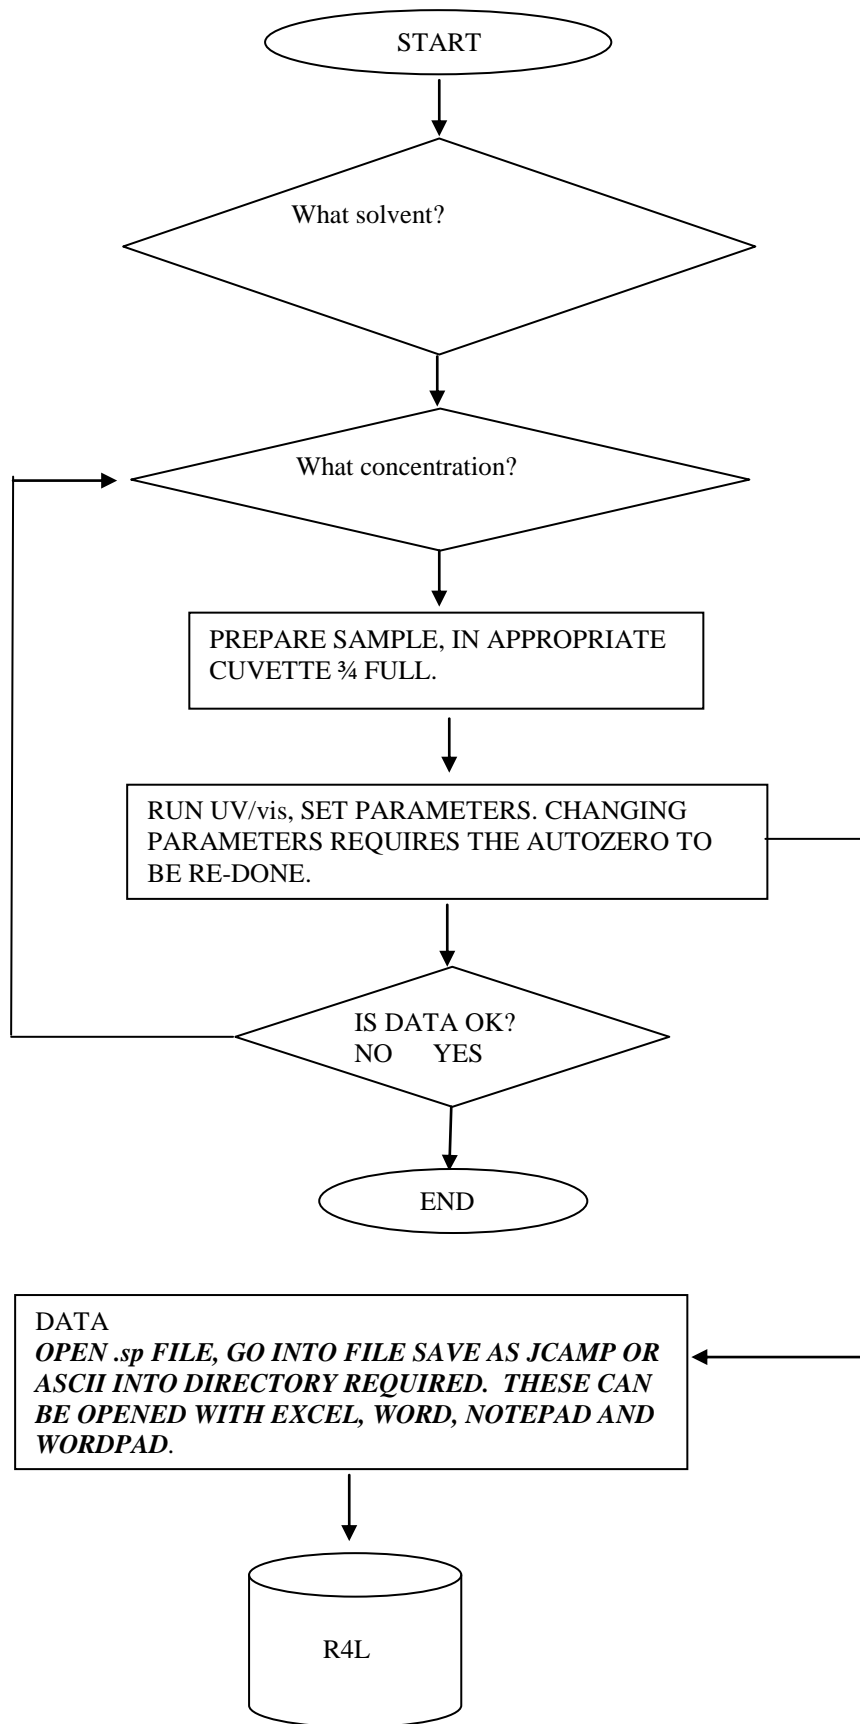 START
What solvent?
What concentration?
PREPARE SAMPLE, IN APPROPRIATE
CUVETTE ¾ FULL.
RUN UV/vis, SET PARAMETERS. CHANGING
PARAMETERS REQUIRES THE AUTOZERO TO
BE RE-DONE.
IS DATA OK?
NO YES
END
DATA
OPEN .sp FILE, GO INTO FILE SAVE AS JCAMP OR
ASCII INTO DIRECTORY REQUIRED. THESE CAN
BE OPENED WITH EXCEL, WORD, NOTEPAD AND
WORDPAD.
R4L